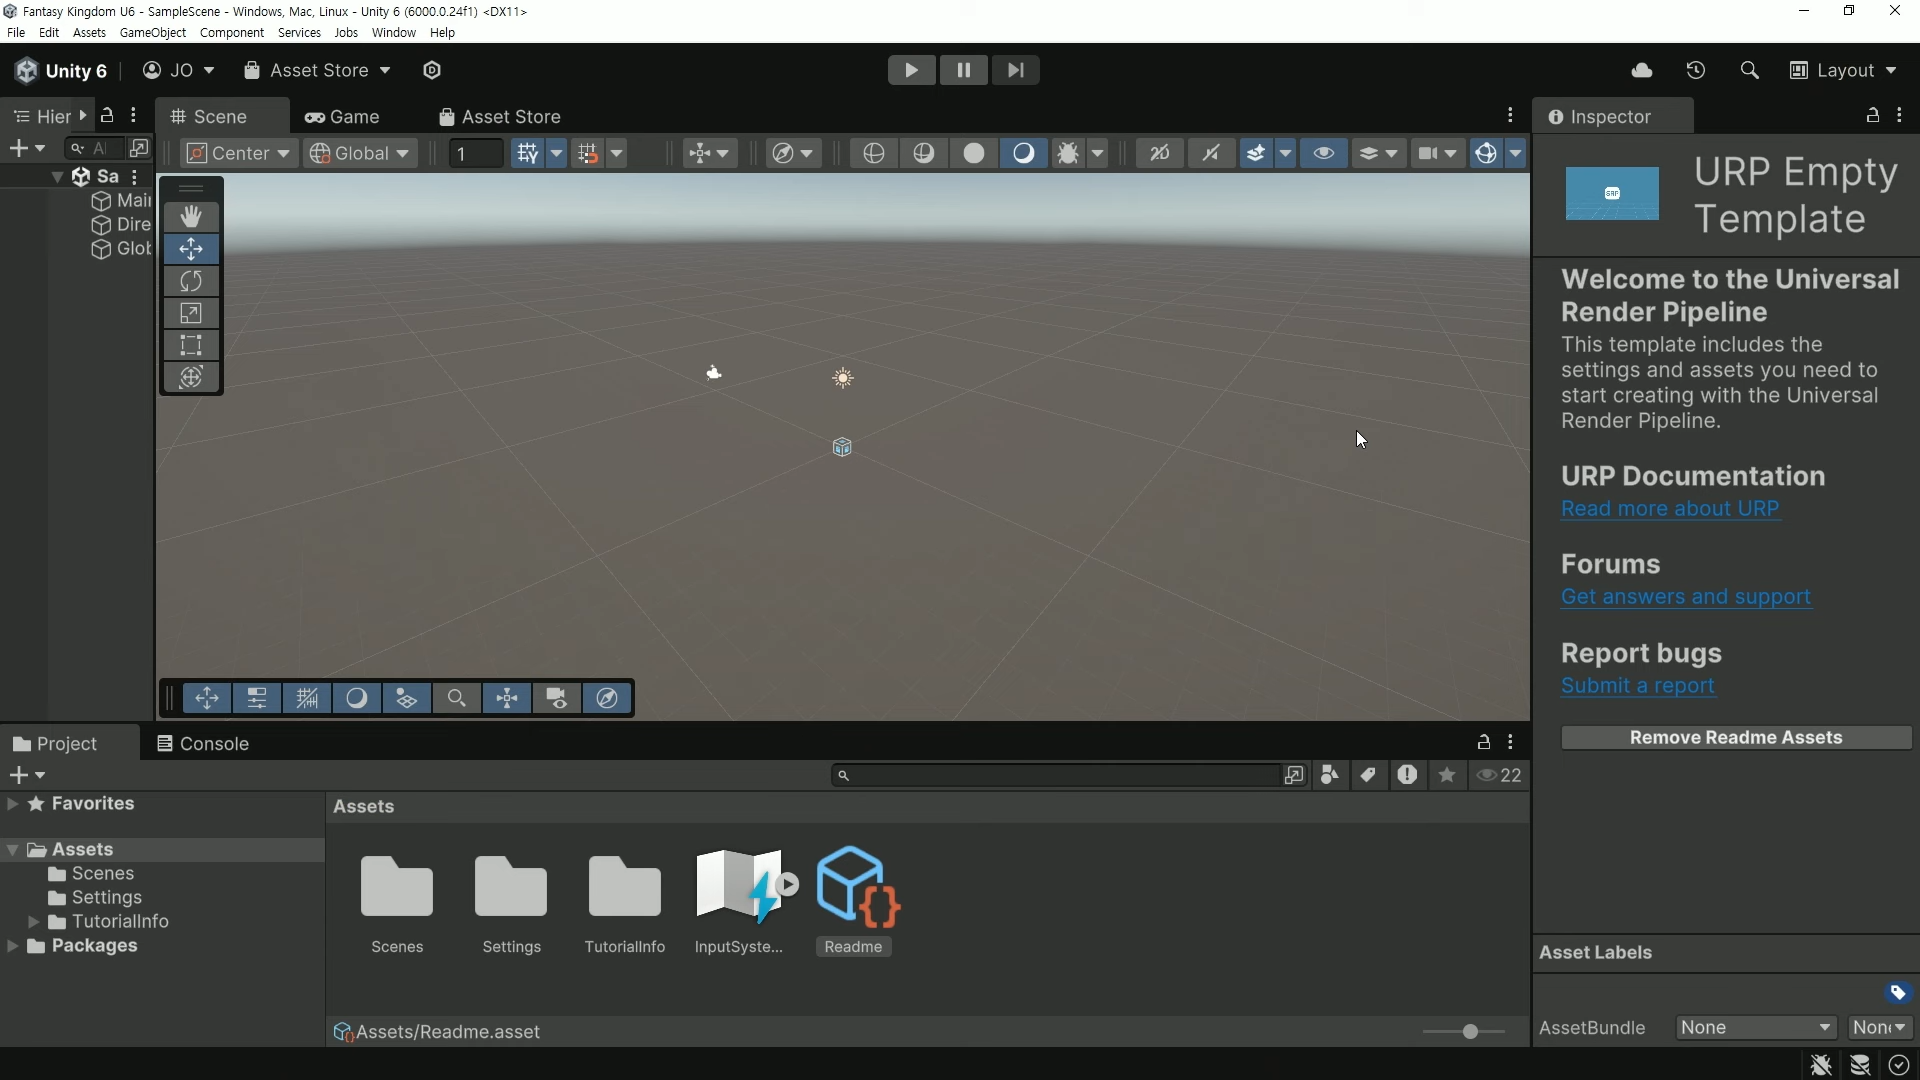 Fantasy Kingdom U6 - SampleScene - Windows, Mac, Linux - Unity 6 (6000.0.24f1) <DX11>
File Edit Assets GameObject Component Services Jobs Window Help
Unity 6 JO Asset Store Layout
Hier Scene Game Asset Store Inspector
Al Center Global 1 2D
Sa
Mai
Dire
Glob
SRP
URP Empty
Template
Welcome to the Universal
Render Pipeline
This template includes the
settings and assets you need to
start creating with the Universal
Render Pipeline.
URP Documentation
Read more about URP
Forums
Get answers and support
Report bugs
Submit a report
Remove Readme Assets
Project Console
22
Favorites
Assets
Scenes
Settings
TutorialInfo
Packages
Assets
Scenes Settings TutorialInfo InputSyste... Readme
Assets/Readme.asset
Asset Labels
AssetBundle None None